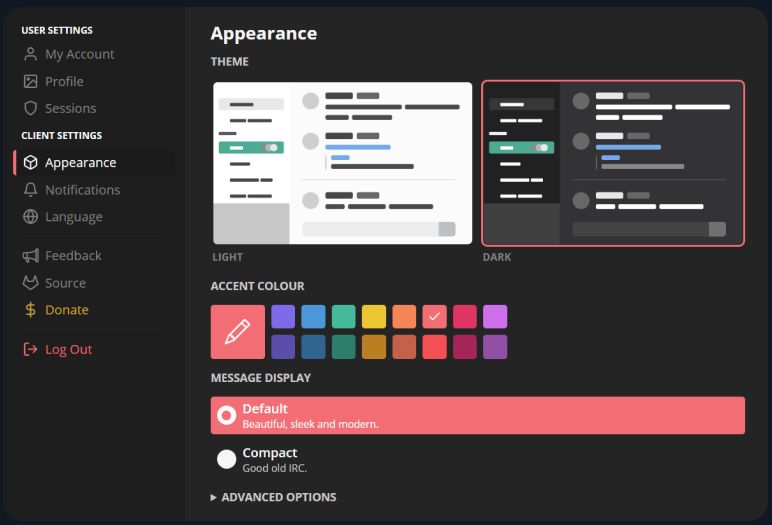 USER SETTINGS
My Account
Profile
Sessions
CLIENT SETTINGS
Appearance
Notifications
Language
Feedback
Source
Donate
Log Out
Appearance
THEME
LIGHT
DARK
ACCENT COLOUR
MESSAGE DISPLAY
Default
Beautiful, sleek and modern.
Compact
Good old IRC.
ADVANCED OPTIONS